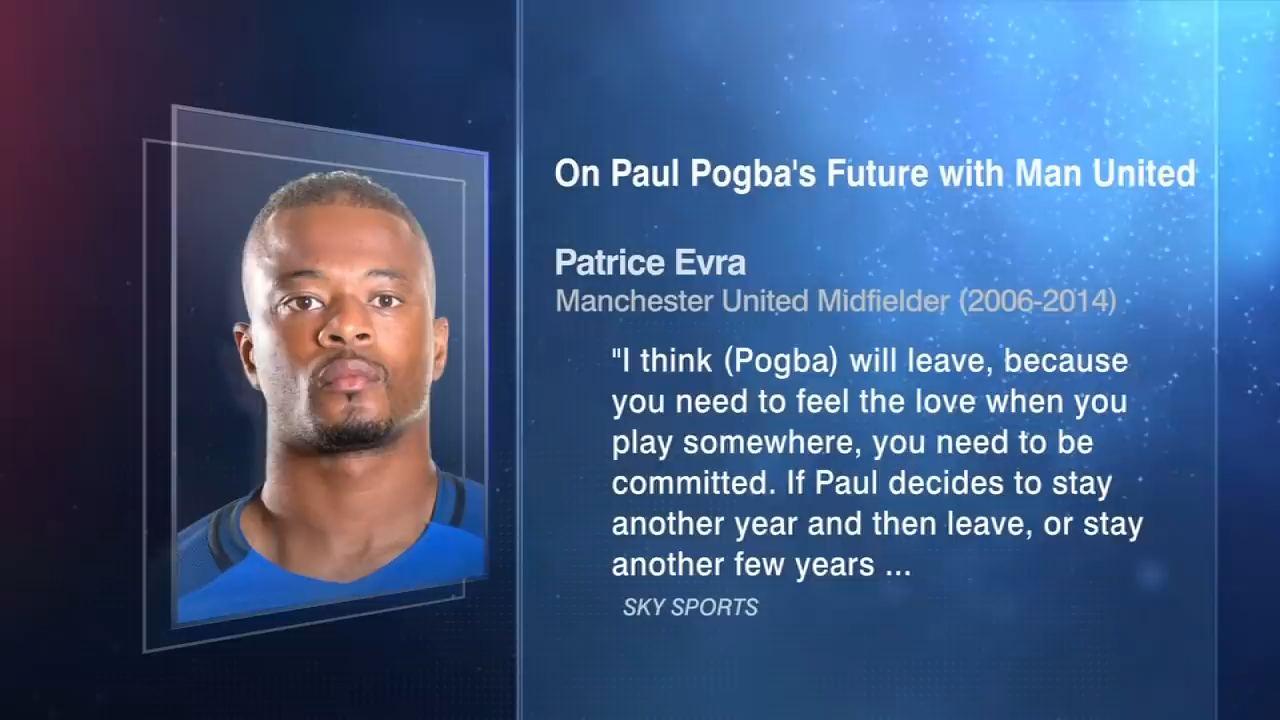 On Paul Pogba's Future with Man United
Patrice Evra
Manchester United Midfielder (2006-2014)
"I think (Pogba) will leave, because
you need to feel the love when you
play somewhere, you need to be
committed. If Paul decides to stay
another year and then leave, or stay
another few years ...
SKY SPORTS